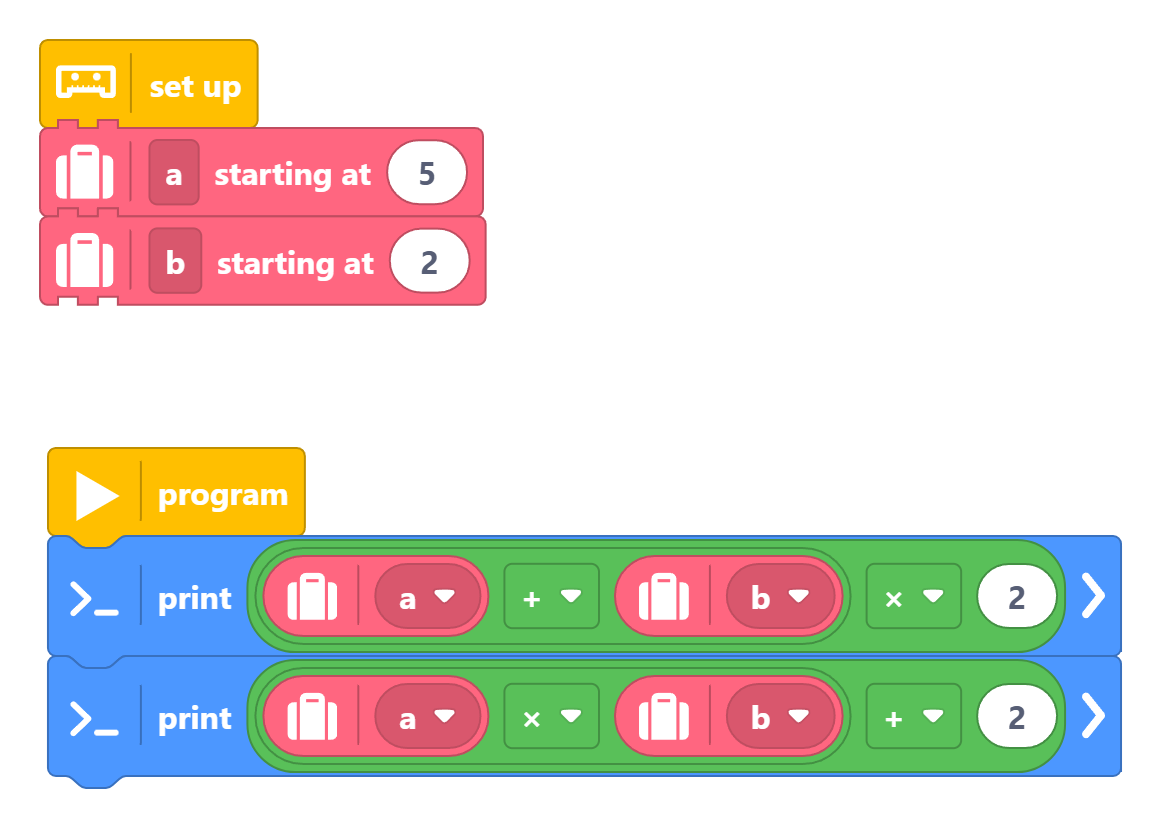 set up
a starting at 5
b starting at 2
program
print a + b × 2
print a × b + 2